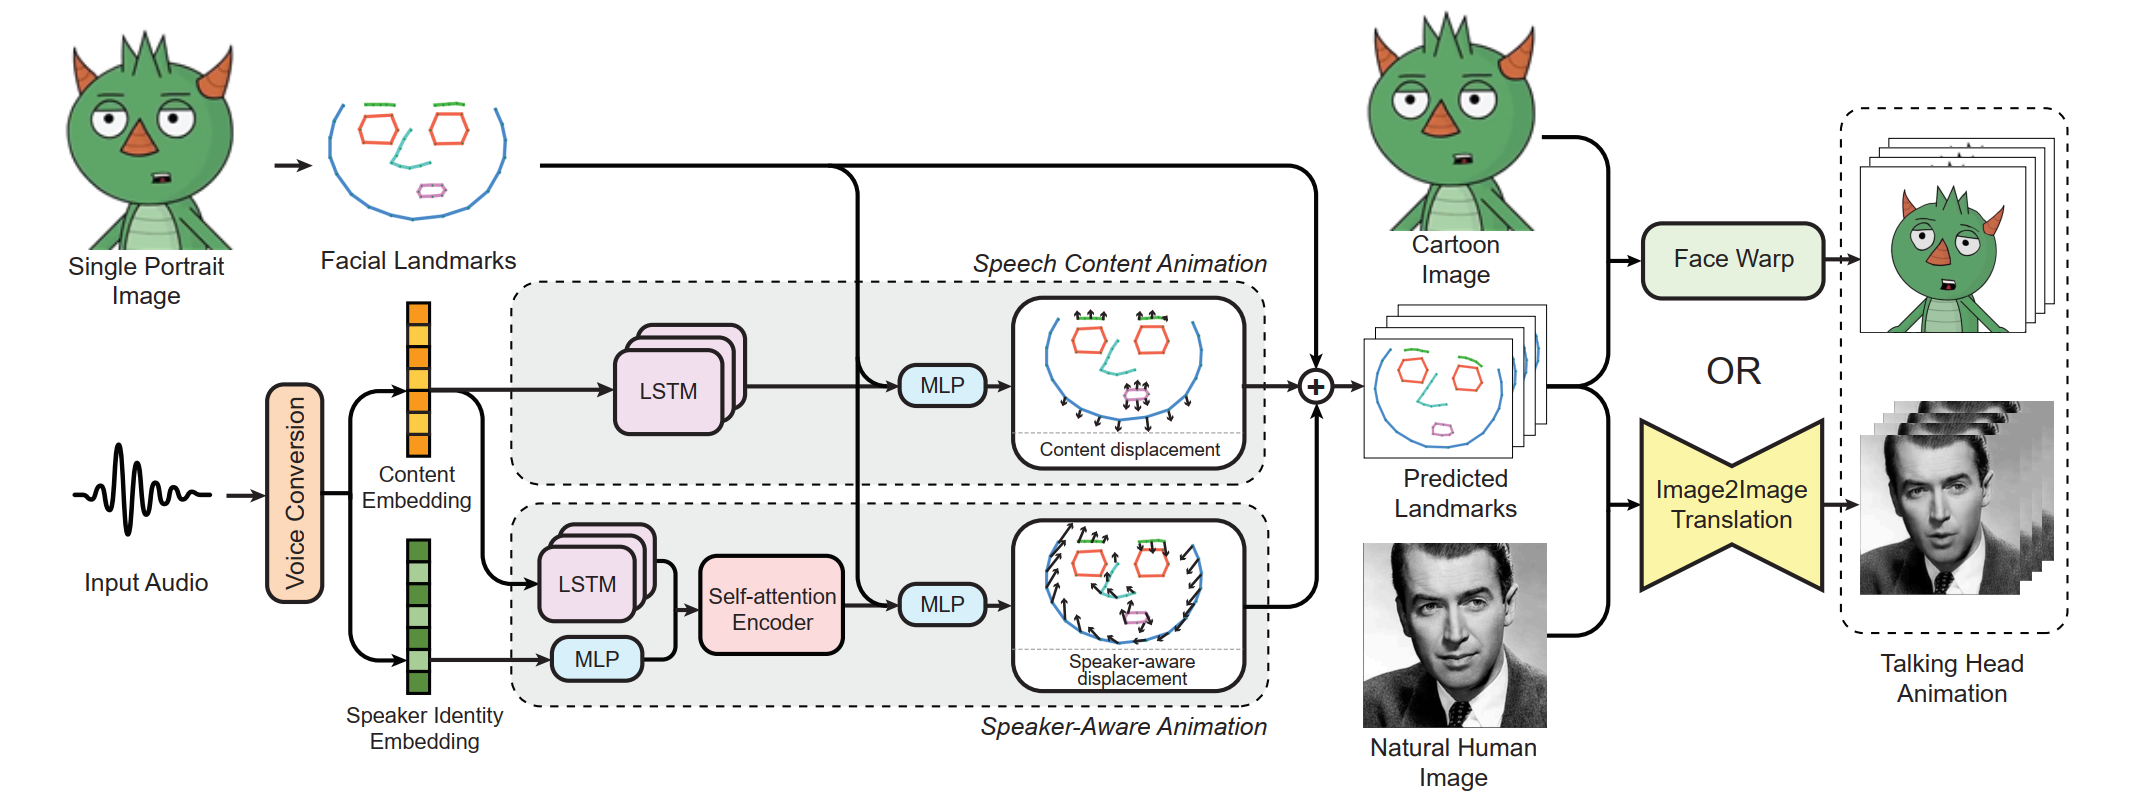 Single Portrait
Image
Facial Landmarks
Input Audio
Voice Conversion
Content
Embedding
Speaker Identity
Embedding
Speech Content Animation
LSTM
MLP
Content displacement
LSTM
MLP
Self-attention
Encoder
MLP
Speaker-aware
displacement
Speaker-Aware Animation
+
Cartoon
Image
Predicted
Landmarks
Natural Human
Image
Face Warp
OR
Image2Image
Translation
Talking Head
Animation